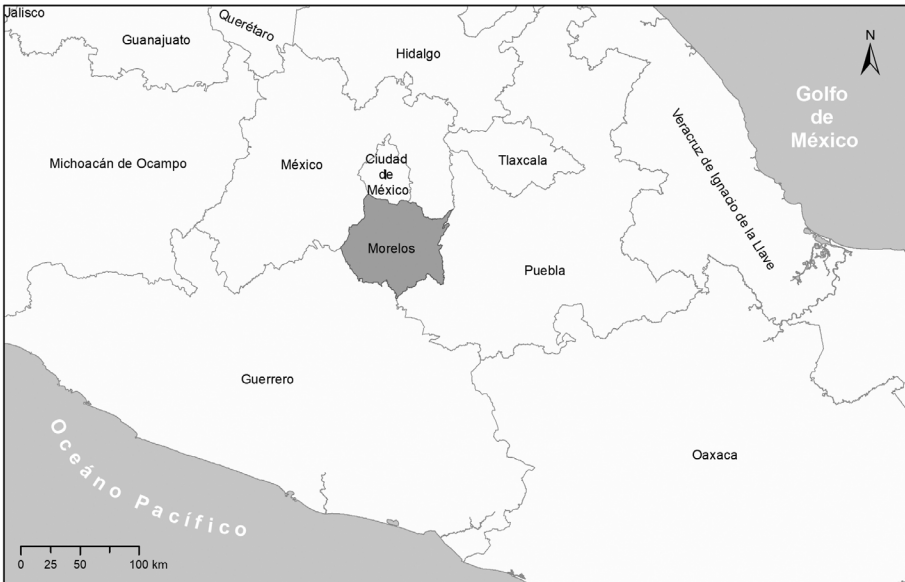 Jalisco
Guanajuato
Querétaro
Hidalgo
N
Golfo
de
México
Michoacán de Ocampo
México
Ciudad
de
México
Tlaxcala
Veracruz de Ignacio de la Llave
Morelos
Puebla
Guerrero
Oaxaca
Oceáno Pacífico
0 25 50 100 km